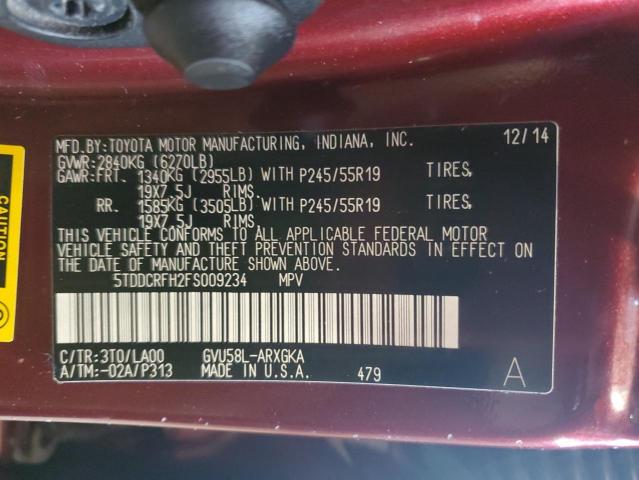 MFD.BY:TOYOTA MOTOR MANUFACTURING, INDIANA, INC. 12/14
GVWR:2840KG (6270LB)
GAWR:FRT. 1340KG (2955LB) WITH P245/55R19 TIRES,
19X7.5J RIMS,
RR. 1585KG (3505LB) WITH P245/55R19 TIRES,
19X7.5J RIMS.
THIS VEHICLE CONFORMS TO ALL APPLICABLE FEDERAL MOTOR
VEHICLE SAFETY AND THEFT PREVENTION STANDARDS IN EFFECT ON
THE DATE OF MANUFACTURE SHOWN ABOVE.
5TDDCRFH2FS009234 MPV
C/TR:3T0/LA00 GVU58L-ARXGKA
A/TM:-02A/P313 MADE IN U.S.A. 479 A
CAUTION